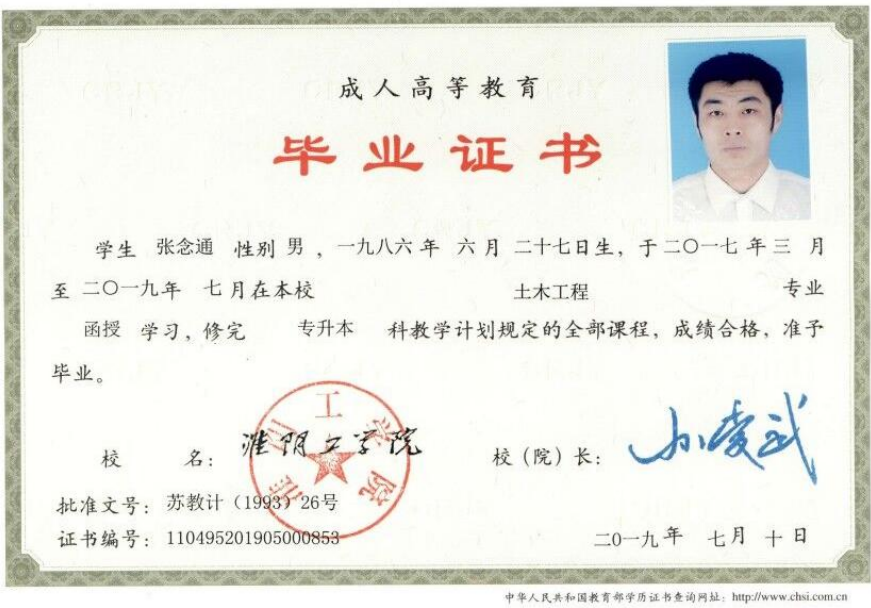 成人高等教育
毕业证书
学生 张念通 性别 男 ，一九八六 年 六 月 二十七日生，于二〇一七 年 三 月
至 二〇一九年 七 月在本校 土木工程 专业
函授 学习，修完 专升本 科教学计划规定的全部课程，成绩合格，准予
毕业。
校 名： 淮阴工学院 校（院）长：
批准文号：苏教计（1993）26号
证书编号：110495201905000853 二〇一九年 七月 十日
淮阴工学院
中华人民共和国教育部学历证书查询网址：http://www.chsi.com.cn